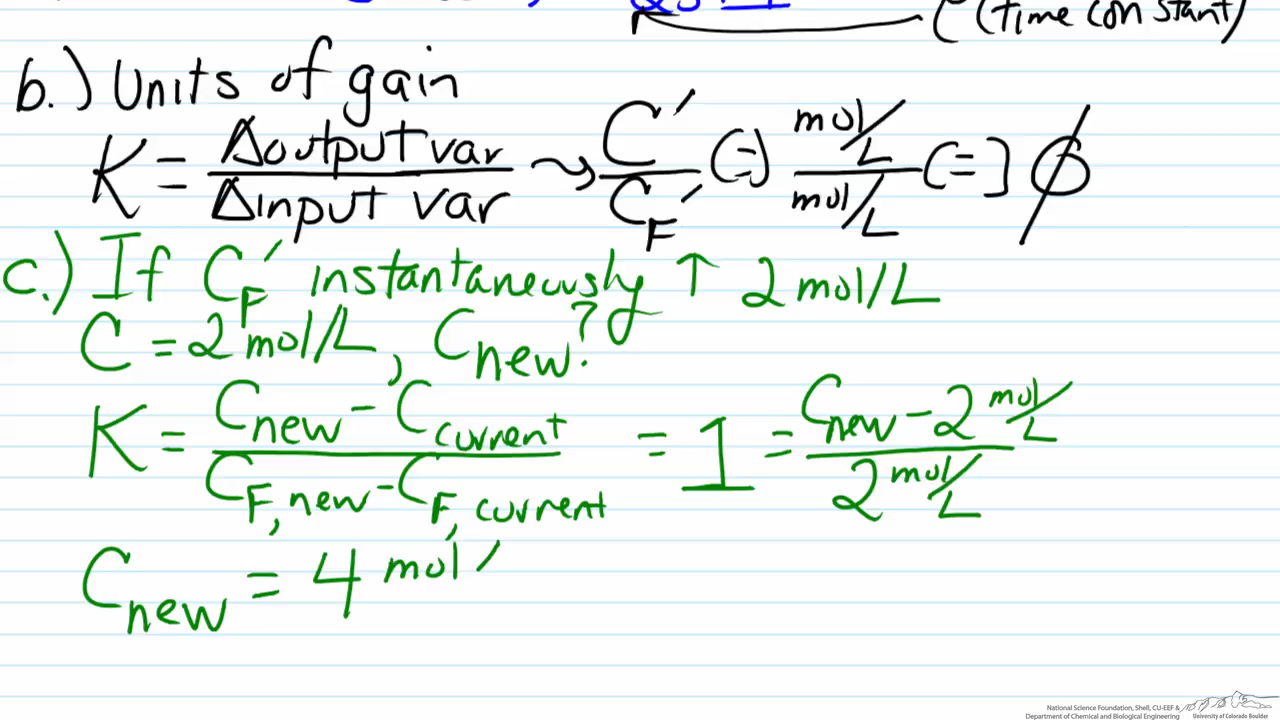 τ (time constant)
b.) Units of gain
K = Δoutput var / Δinput var ⇝ C' / C_F' (=) mol/L / mol/L (=] ∅
c.) If C_F' instantaneously ↑ 2 mol/L
C = 2 mol/L, C_new?
K = C_new - C_current / C_F, new - C_F, current = 1 = C_new - 2 mol/L / 2 mol/L
C_new = 4 mol/
National Science Foundation, Shell, CU-EEF &
Department of Chemical and Biological Engineering
University of Colorado Boulder